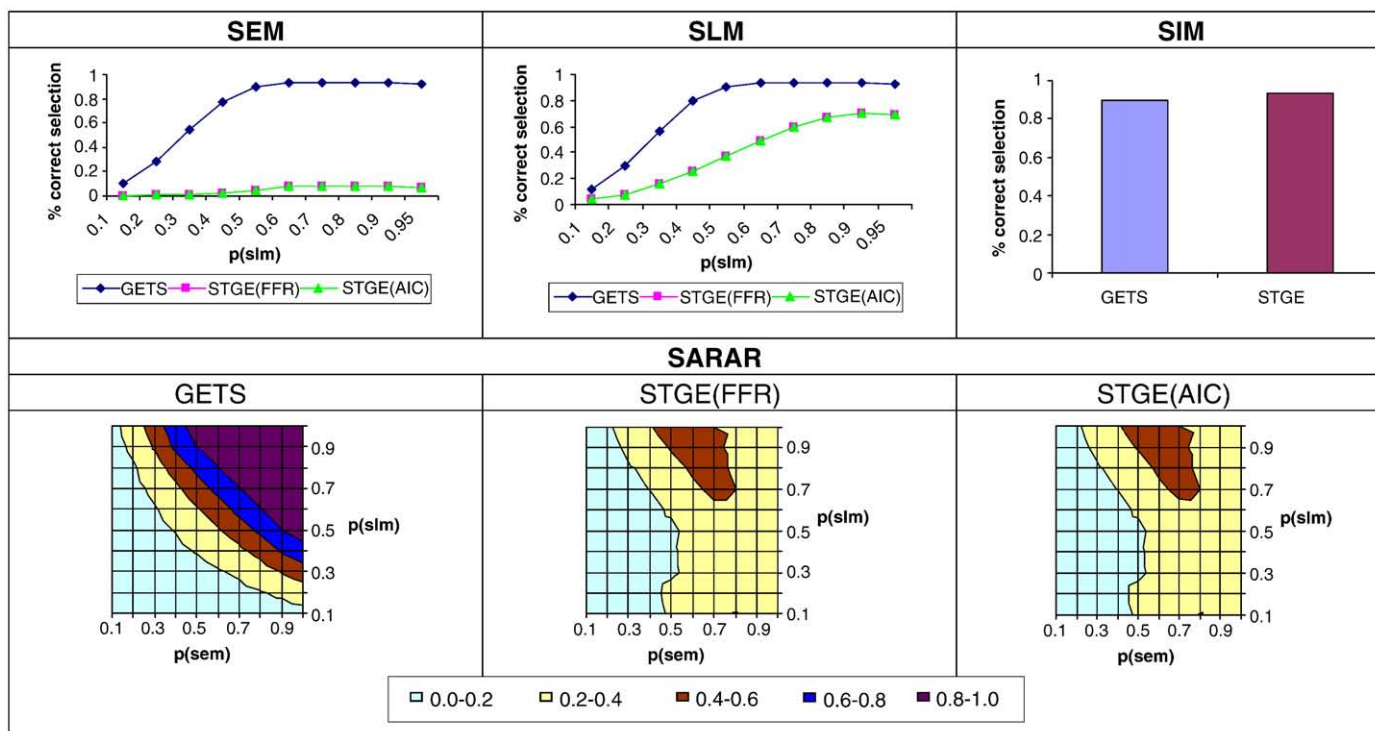 SEM
SLM
SIM
% correct selection
1
0.8
0.6
0.4
0.2
0
0.1
0.2
0.3
0.4
0.5
0.6
0.7
0.8
0.9
0.95
p(slm)
GETS STGE(FFR) STGE(AIC)
% correct selection
1
0.8
0.6
0.4
0.2
0
0.1
0.2
0.3
0.4
0.5
0.6
0.7
0.8
0.9
0.95
p(slm)
GETS STGE(FFR) STGE(AIC)
% correct selection
1
0.8
0.6
0.4
0.2
0
GETS STGE
SARAR
GETS
STGE(FFR)
STGE(AIC)
0.9
0.7
0.5
0.3
0.1
p(slm)
0.1 0.3 0.5 0.7 0.9
p(sem)
0.9
0.7
0.5
0.3
0.1
p(slm)
0.1 0.3 0.5 0.7 0.9
p(sem)
0.9
0.7
0.5
0.3
0.1
p(slm)
0.1 0.3 0.5 0.7 0.9
p(sem)
0.0-0.2 0.2-0.4 0.4-0.6 0.6-0.8 0.8-1.0